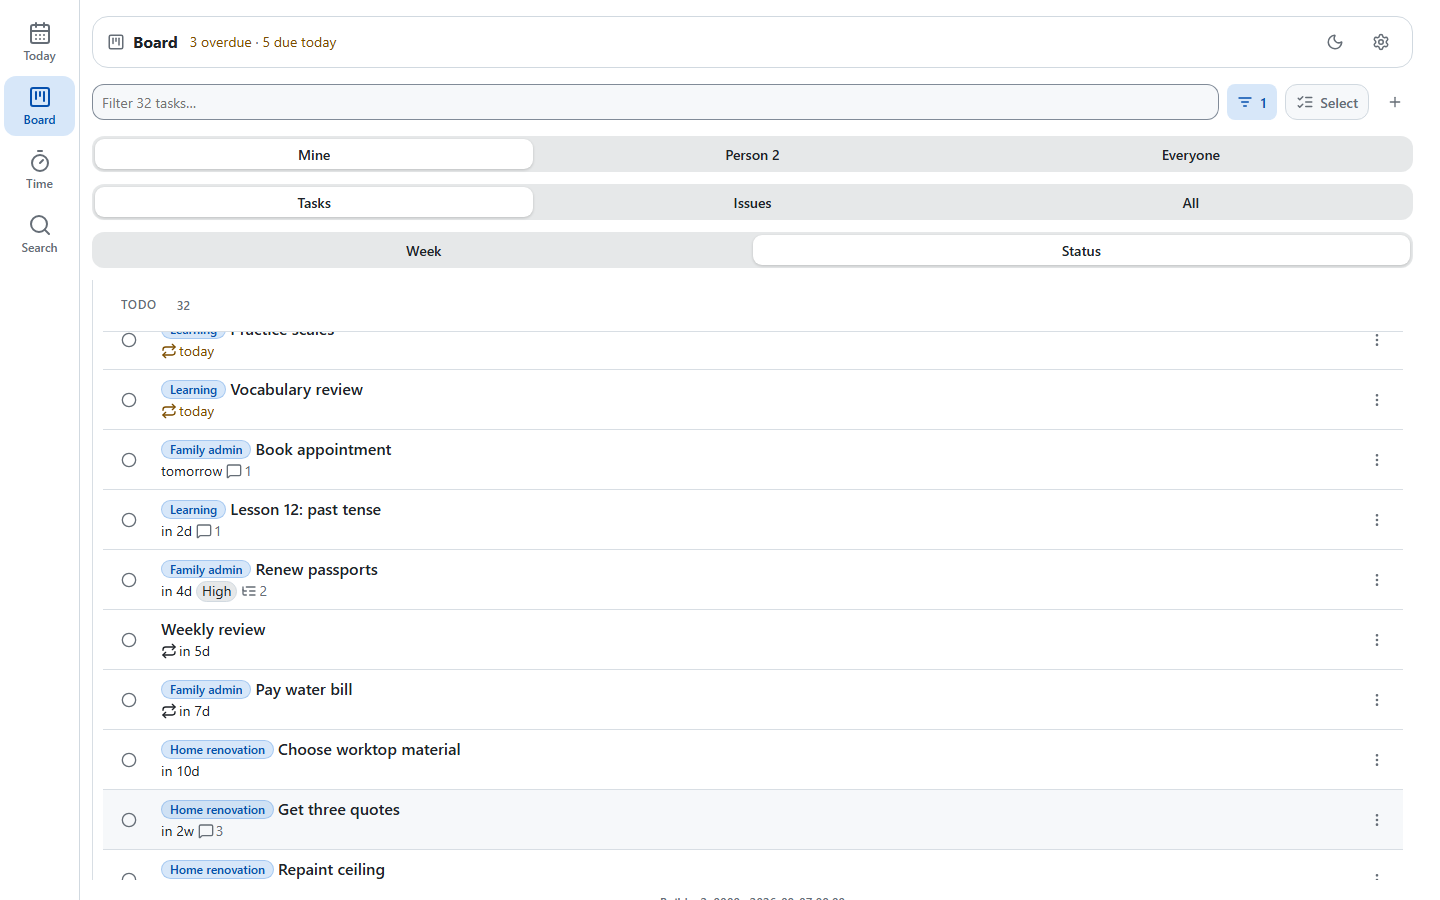 Today
Board
Time
Search
Board 3 overdue · 5 due today
Filter 32 tasks...
1
Select
Mine Person 2 Everyone
Tasks Issues All
Week Status
TODO 32
Learning Practice scales
today
Learning Vocabulary review
today
Family admin Book appointment
tomorrow 1
Learning Lesson 12: past tense
in 2d 1
Family admin Renew passports
in 4d High 2
Weekly review
in 5d
Family admin Pay water bill
in 7d
Home renovation Choose worktop material
in 10d
Home renovation Get three quotes
in 2w 3
Home renovation Repaint ceiling